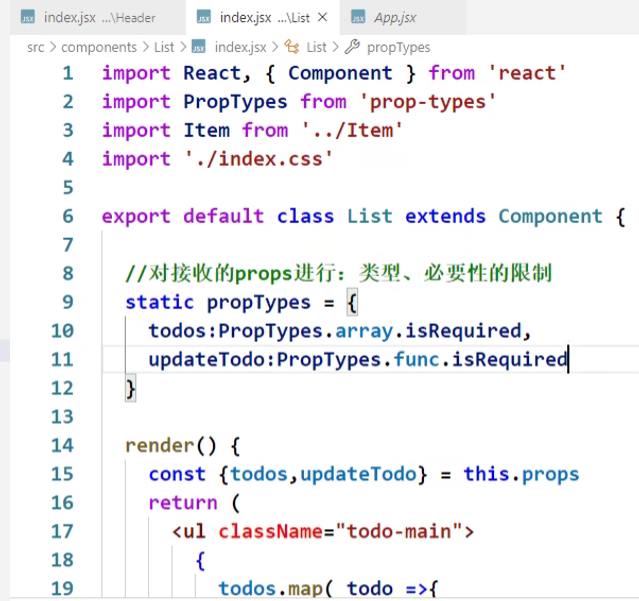 index.jsx ...\Header
index.jsx ...\List
App.jsx
src > components > List > index.jsx > List > propTypes
1 import React, { Component } from 'react'
2 import PropTypes from 'prop-types'
3 import Item from '../Item'
4 import './index.css'
5
6 export default class List extends Component {
7
8 //对接收的props进行：类型、必要性的限制
9 static propTypes = {
10 todos:PropTypes.array.isRequired,
11 updateTodo:PropTypes.func.isRequired
12 }
13
14 render() {
15 const {todos,updateTodo} = this.props
16 return (
17 <ul className="todo-main">
18 {
19 todos.map( todo =>{